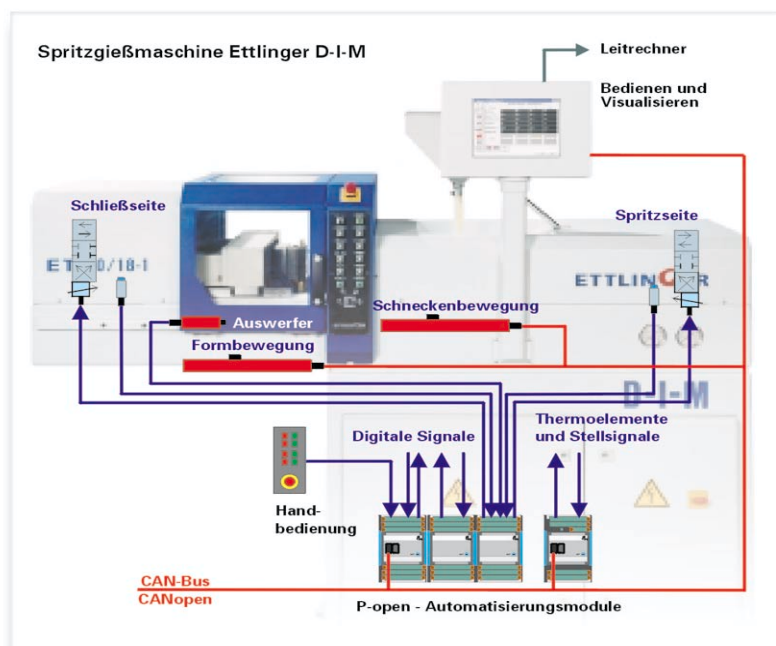 Spritzgießmaschine Ettlinger D-I-M
Leitrechner
Bedienen und
Visualisieren
Schließseite
Spritzseite
ETTLINGER
Schneckenbewegung
Auswerfer
Formbewegung
D-I-M
Digitale Signale
Thermoelemente
und Stellsignale
Hand-
bedienung
CAN-Bus
CANopen
P-open - Automatisierungsmodule